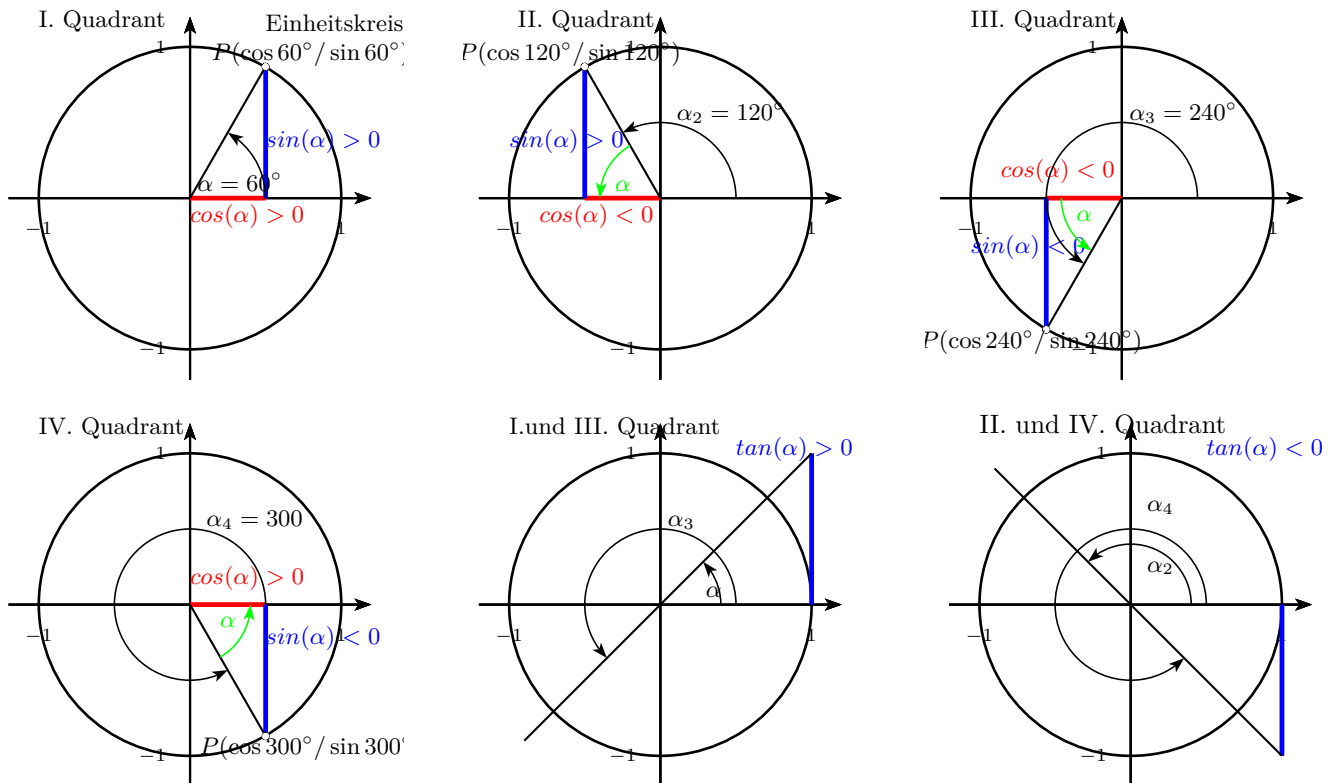 I. Quadrant
Einheitskreis
P(cos 60°/ sin 60°)
1
sin(α) > 0
α = 60°
cos(α) > 0
−1
1
−1
II. Quadrant
P(cos 120°/ sin 120°)
1
α₂ = 120°
sin(α) > 0
α
cos(α) < 0
−1
1
−1
III. Quadrant
1
α₃ = 240°
cos(α) < 0
α
−1
1
sin(α) < 0
P(cos 240°/ sin 240°)
−1
IV. Quadrant
1
α₄ = 300
cos(α) > 0
α
−1
sin(α) < 0
1
P(cos 300°/ sin 300°
−1
I.und III. Quadrant
tan(α) > 0
1
α₃
α
−1
1
−1
II. und IV. Quadrant
tan(α) < 0
1
α₄
α₂
−1
1
−1